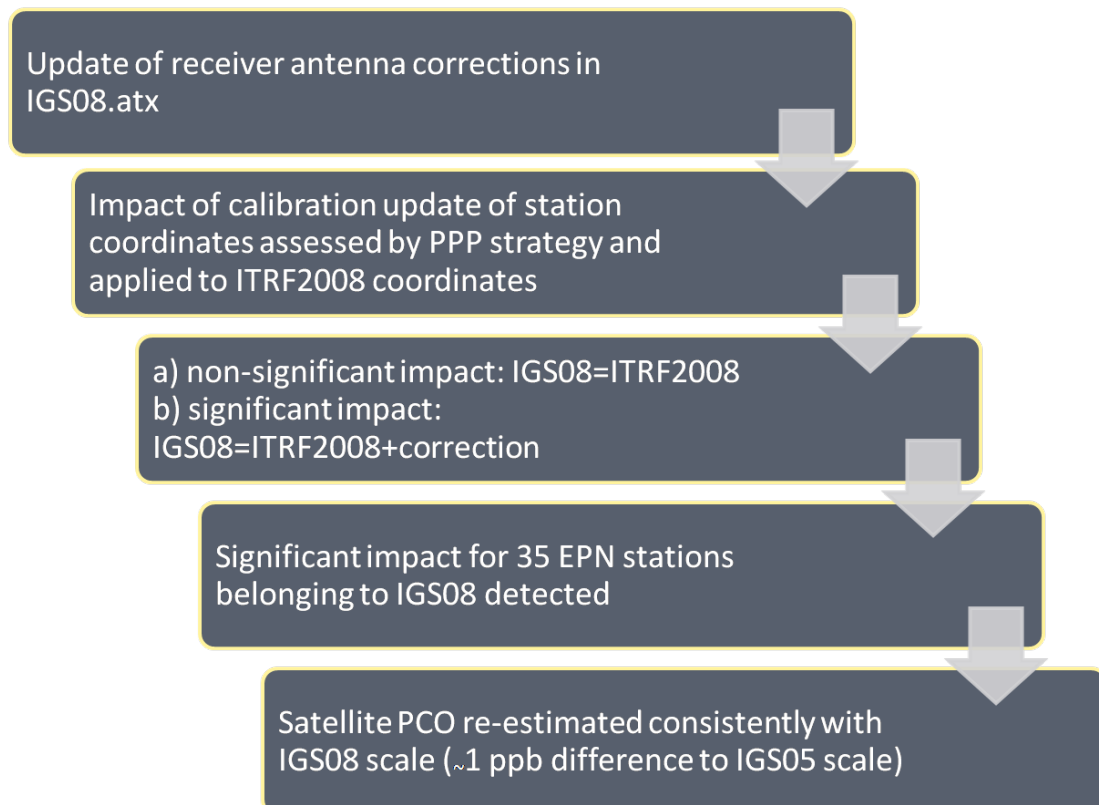 Update of receiver antenna corrections in
IGS08.atx
Impact of calibration update of station
coordinates assessed by PPP strategy and
applied to ITRF2008 coordinates
a) non-significant impact: IGS08=ITRF2008
b) significant impact:
IGS08=ITRF2008+correction
Significant impact for 35 EPN stations
belonging to IGS08 detected
Satellite PCO re-estimated consistently with
IGS08 scale (~1 ppb difference to IGS05 scale)